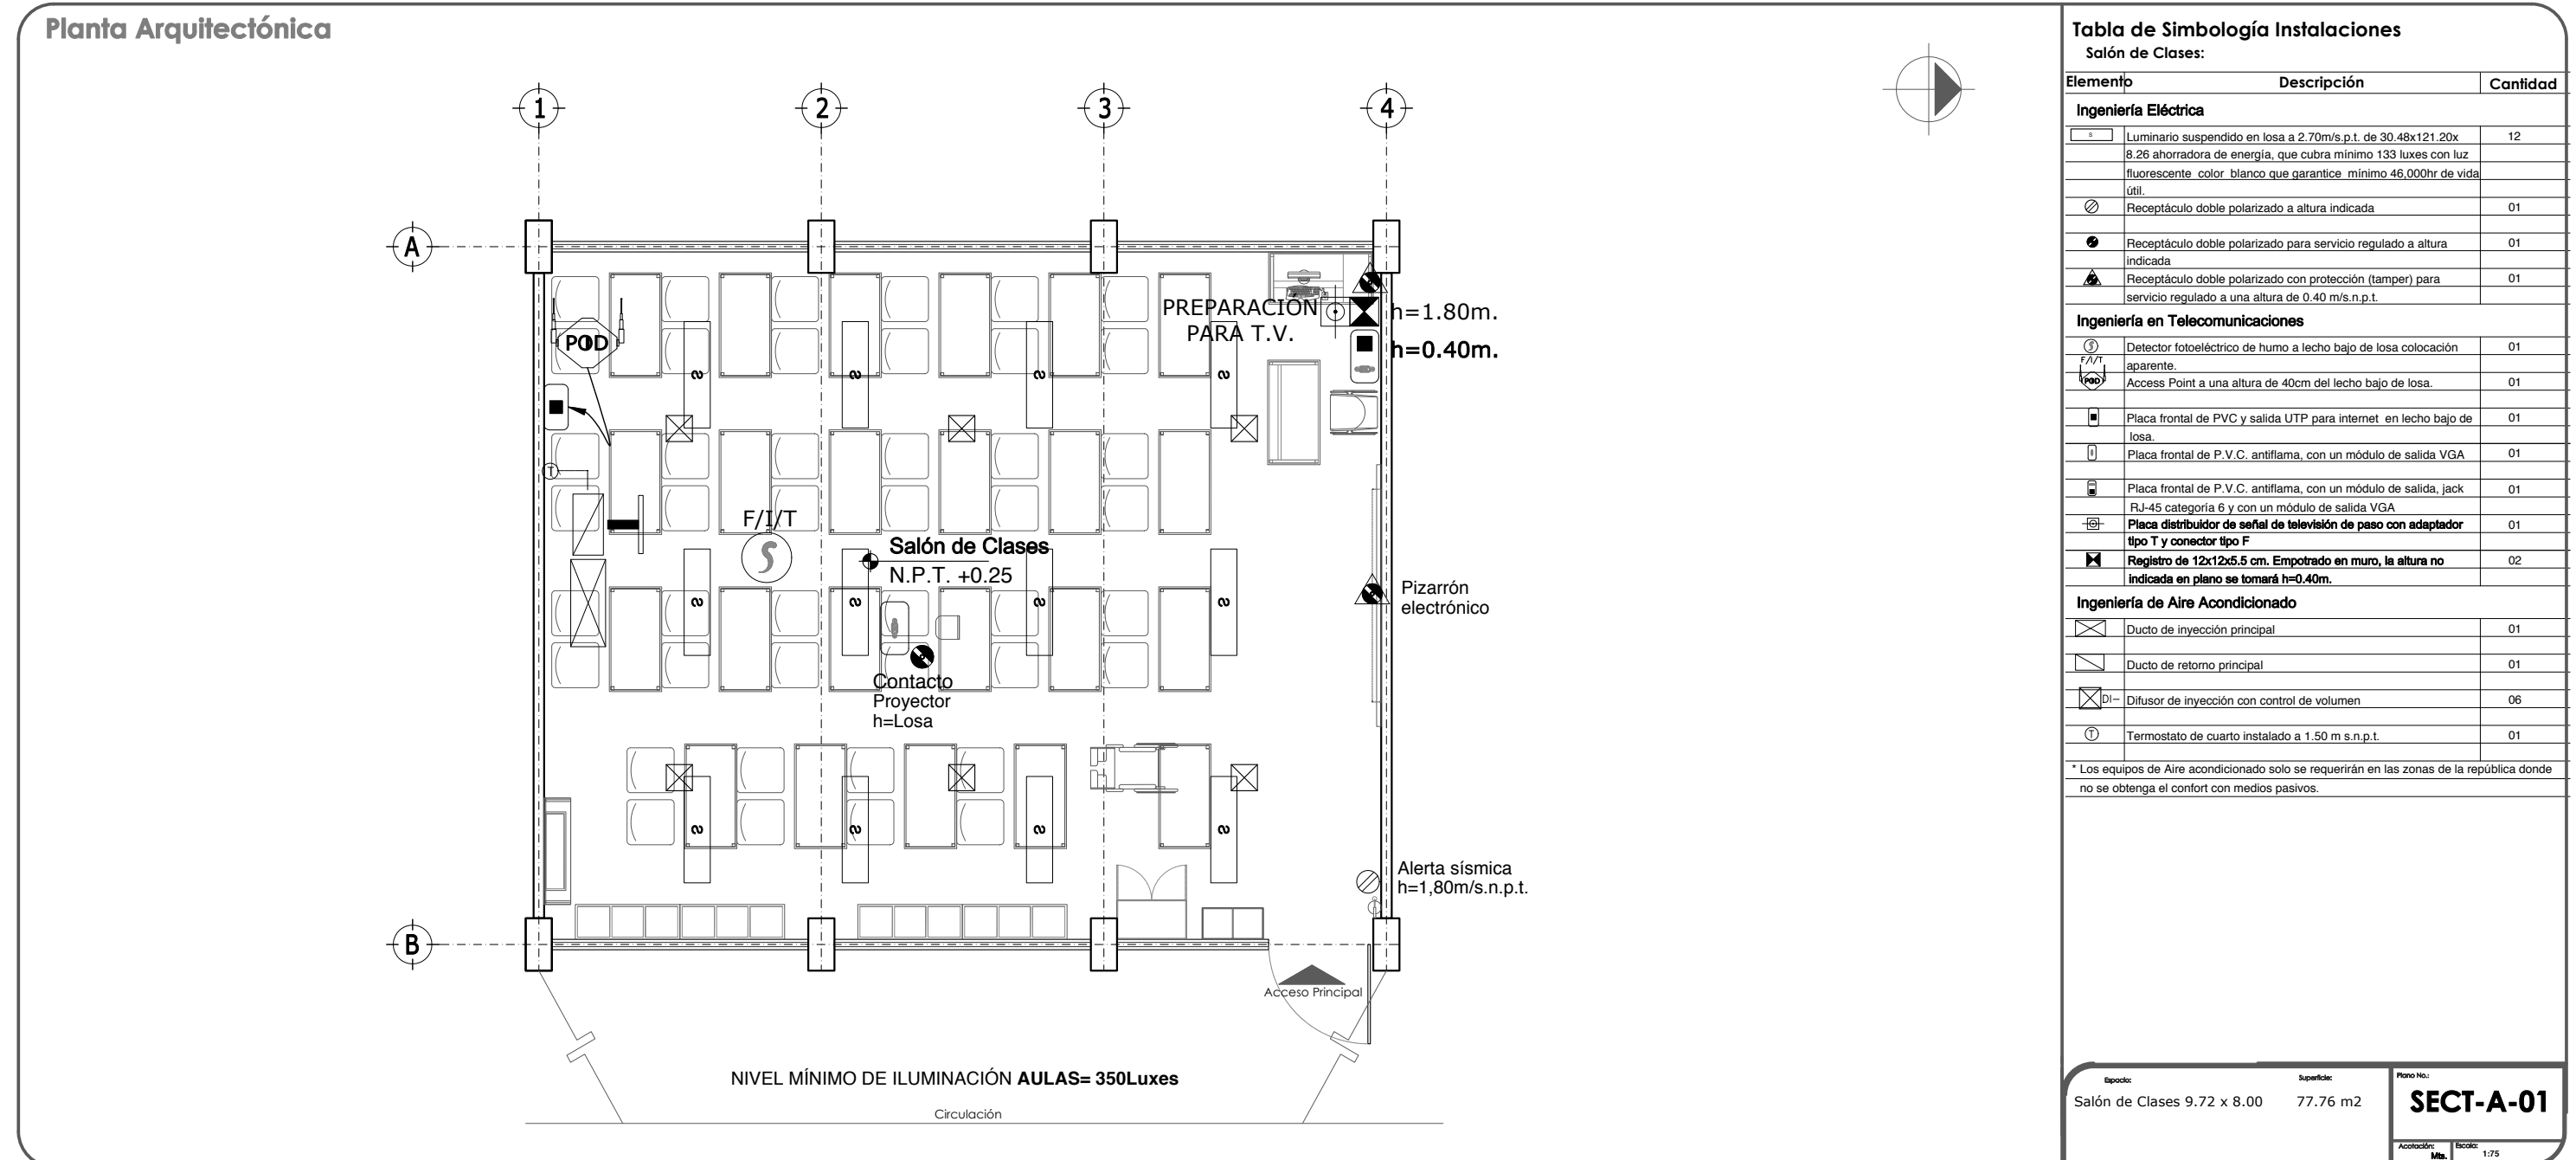 Planta Arquitectónica
1
2
3
4
A
B
PREPARACIÓN
PARA T.V.
h=1.80m.
h=0.40m.
POD
S
S
S
S
T
F/I/T
S
Salón de Clases
N.P.T. +0.25
S
S
S
S
Pizarrón
electrónico
Contacto
Proyector
h=Losa
S
S
S
S
Alerta sísmica
h=1,80m/s.n.p.t.
Acceso Principal
NIVEL MÍNIMO DE ILUMINACIÓN AULAS= 350Luxes
Circulación
Tabla de Simbología Instalaciones
Salón de Clases:
Elemento Descripción Cantidad
Ingeniería Eléctrica
S Luminario suspendido en losa a 2.70m/s.p.t. de 30.48x121.20x 12
8.26 ahorradora de energía, que cubra mínimo 133 luxes con luz
fluorescente color blanco que garantice mínimo 46,000hr de vida
útil.
Receptáculo doble polarizado a altura indicada 01
Receptáculo doble polarizado para servicio regulado a altura 01
indicada
Receptáculo doble polarizado con protección (tamper) para 01
servicio regulado a una altura de 0.40 m/s.n.p.t.
Ingeniería en Telecomunicaciones
S Detector fotoeléctrico de humo a lecho bajo de losa colocación 01
F/I/T aparente.
POD Access Point a una altura de 40cm del lecho bajo de losa. 01
Placa frontal de PVC y salida UTP para internet en lecho bajo de 01
losa.
Placa frontal de P.V.C. antiflama, con un módulo de salida VGA 01
Placa frontal de P.V.C. antiflama, con un módulo de salida, jack 01
RJ-45 categoría 6 y con un módulo de salida VGA
Placa distribuidor de señal de televisión de paso con adaptador 01
tipo T y conector tipo F
Registro de 12x12x5.5 cm. Empotrado en muro, la altura no 02
indicada en plano se tomará h=0.40m.
Ingeniería de Aire Acondicionado
Ducto de inyección principal 01
Ducto de retorno principal 01
DI- Difusor de inyección con control de volumen 06
T Termostato de cuarto instalado a 1.50 m s.n.p.t. 01
* Los equipos de Aire acondicionado solo se requerirán en las zonas de la república donde
no se obtenga el confort con medios pasivos.
Espacio: Superficie: Plano No.:
Salón de Clases 9.72 x 8.00 77.76 m2 SECT-A-01
Acotación: Escala:
Mts. 1:75